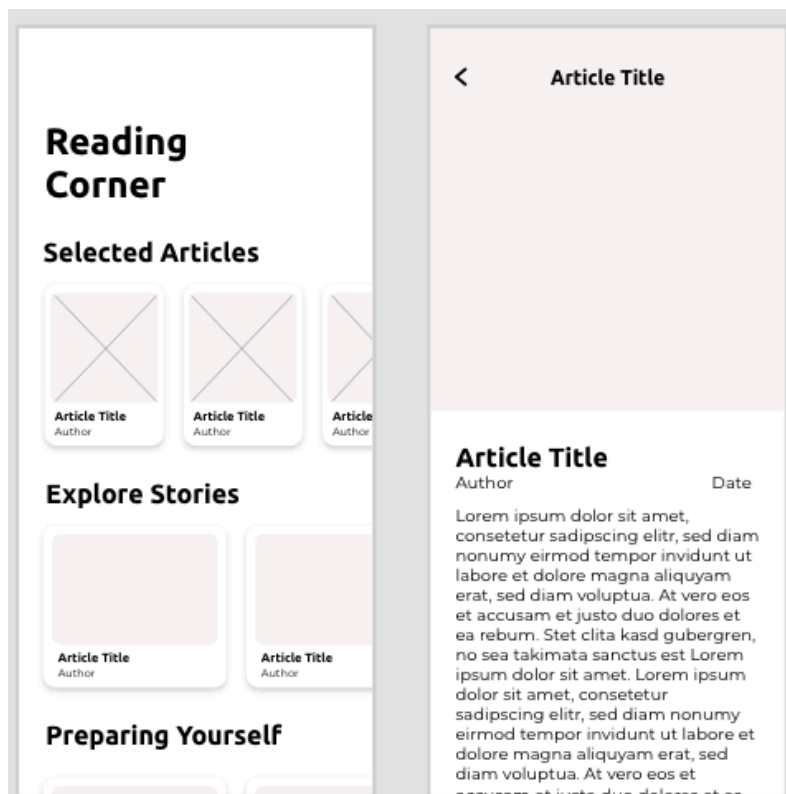 Reading
Corner
Selected Articles
Article Title
Author
Article Title
Author
Article
Author
Explore Stories
Article Title
Author
Article Title
Author
Preparing Yourself
Article Title
Article Title
Author Date
Lorem ipsum dolor sit amet,
consetetur sadipscing elitr, sed diam
nonumy eirmod tempor invidunt ut
labore et dolore magna aliquyam
erat, sed diam voluptua. At vero eos
et accusam et justo duo dolores et
ea rebum. Stet clita kasd gubergren,
no sea takimata sanctus est Lorem
ipsum dolor sit amet. Lorem ipsum
dolor sit amet, consetetur
sadipscing elitr, sed diam nonumy
eirmod tempor invidunt ut labore et
dolore magna aliquyam erat, sed
diam voluptua. At vero eos et